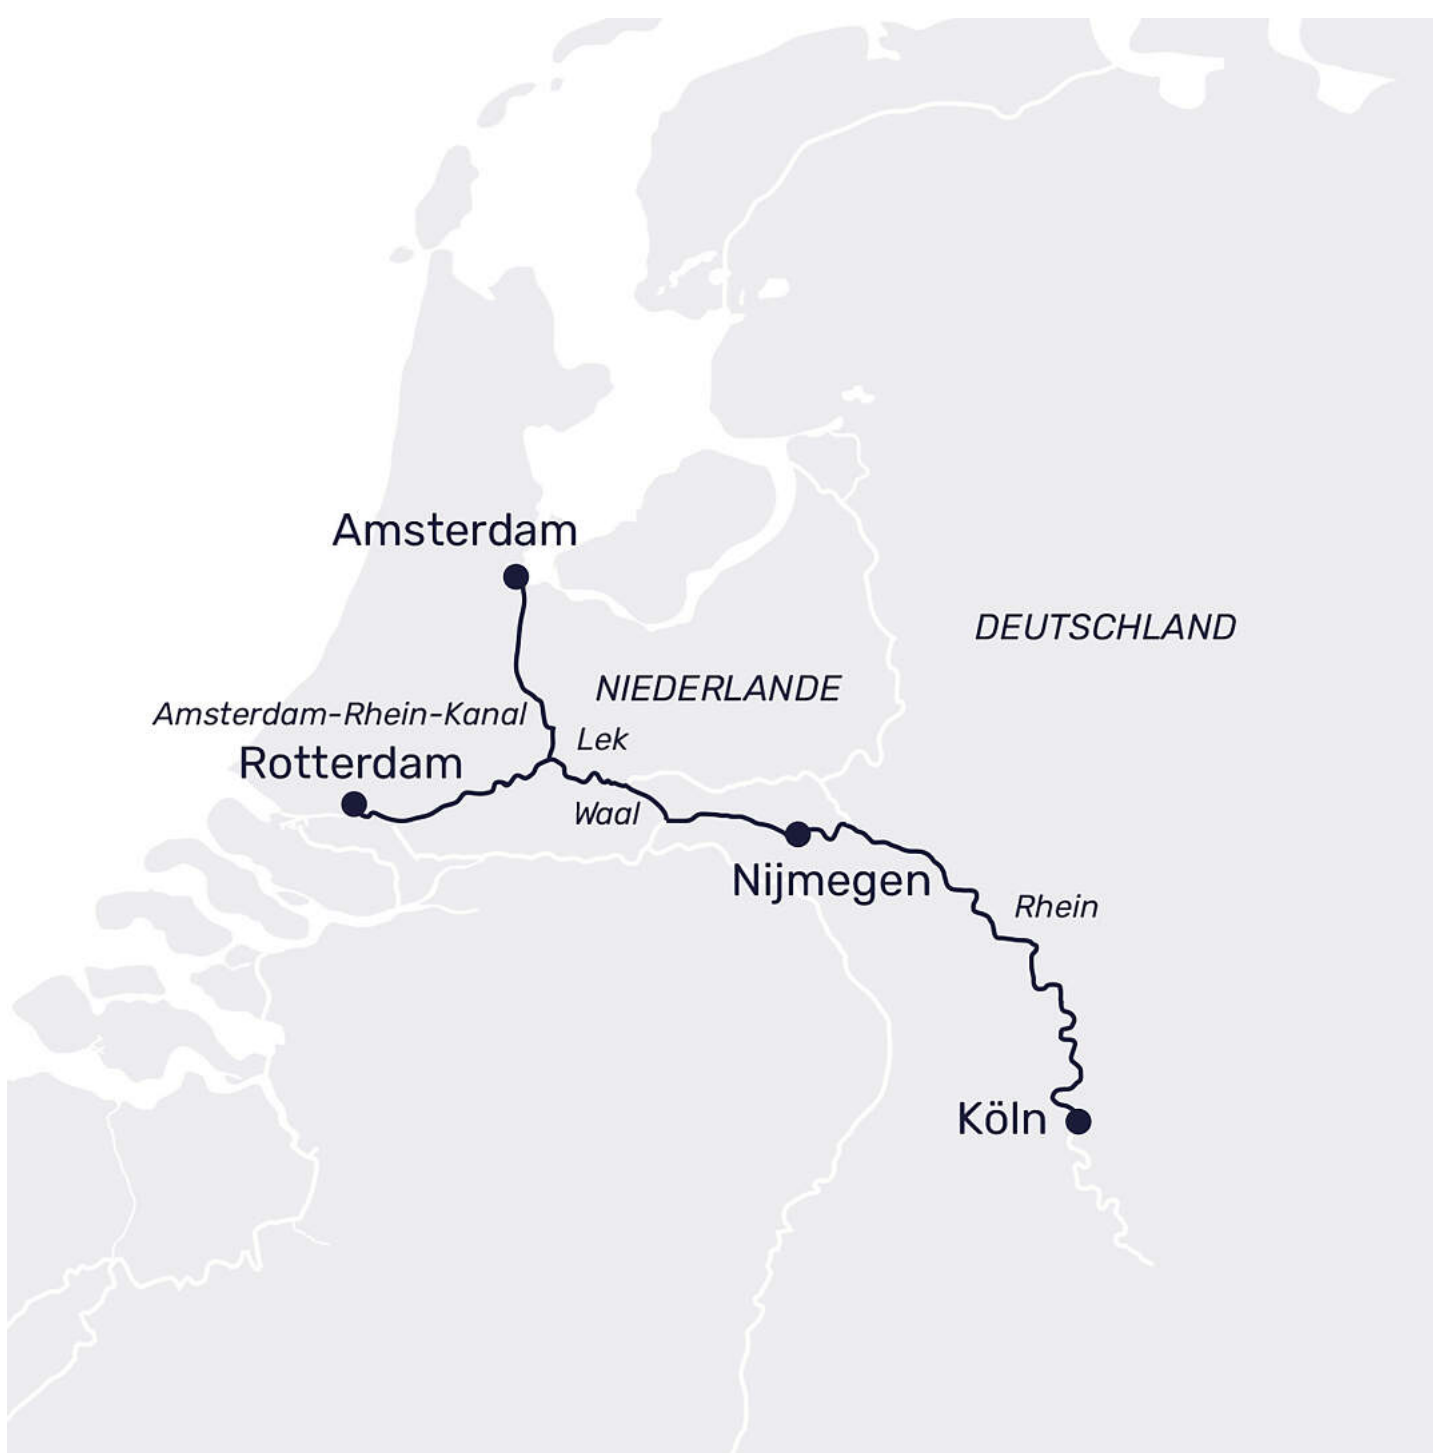 Amsterdam
DEUTSCHLAND
NIEDERLANDE
Amsterdam-Rhein-Kanal
Lek
Rotterdam
Waal
Nijmegen
Rhein
Köln